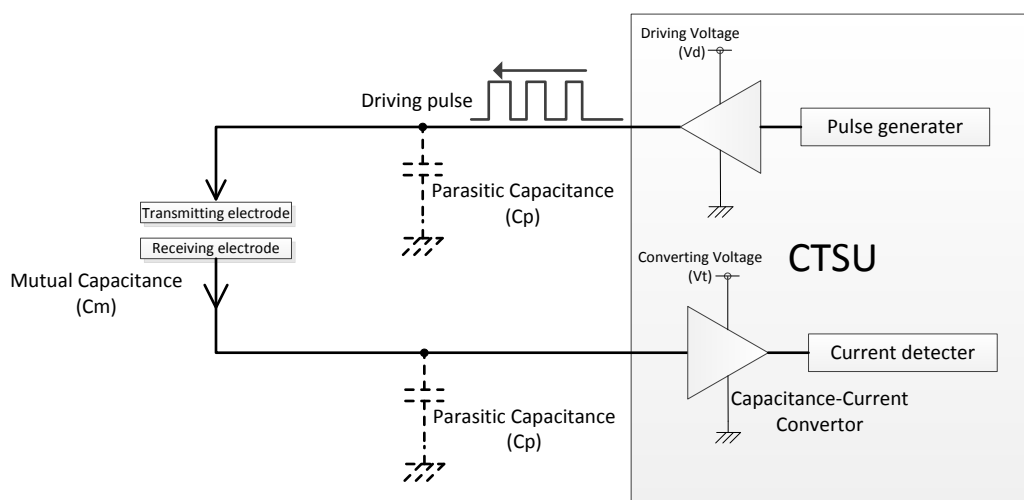 Driving Voltage
(Vd)
Driving pulse
Pulse generater
Parasitic Capacitance
(Cp)
Transmitting electrode
Receiving electrode
Mutual Capacitance
(Cm)
CTSU
Converting Voltage
(Vt)
Current detecter
Capacitance-Current
Convertor
Parasitic Capacitance
(Cp)